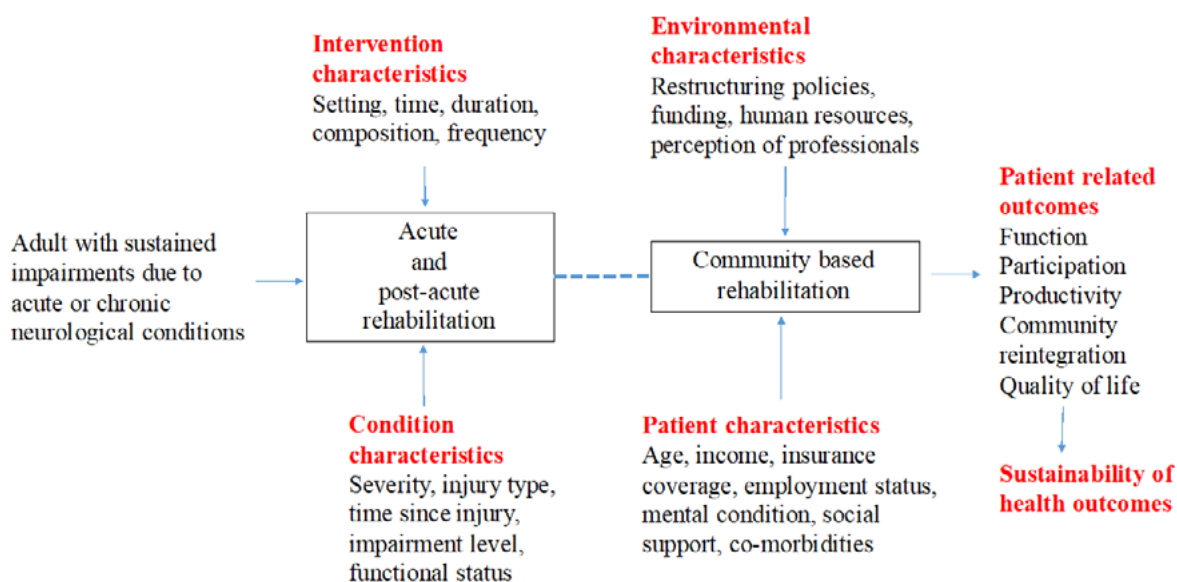 Intervention
characteristics
Setting, time, duration,
composition, frequency
Environmental
characteristics
Restructuring policies,
funding, human resources,
perception of professionals
Adult with sustained
impairments due to
acute or chronic
neurological conditions
Acute
and
post-acute
rehabilitation
Community based
rehabilitation
Patient related
outcomes
Function
Participation
Productivity
Community
reintegration
Quality of life
Condition
characteristics
Severity, injury type,
time since injury,
impairment level,
functional status
Patient characteristics
Age, income, insurance
coverage, employment status,
mental condition, social
support, co-morbidities
Sustainability of
health outcomes